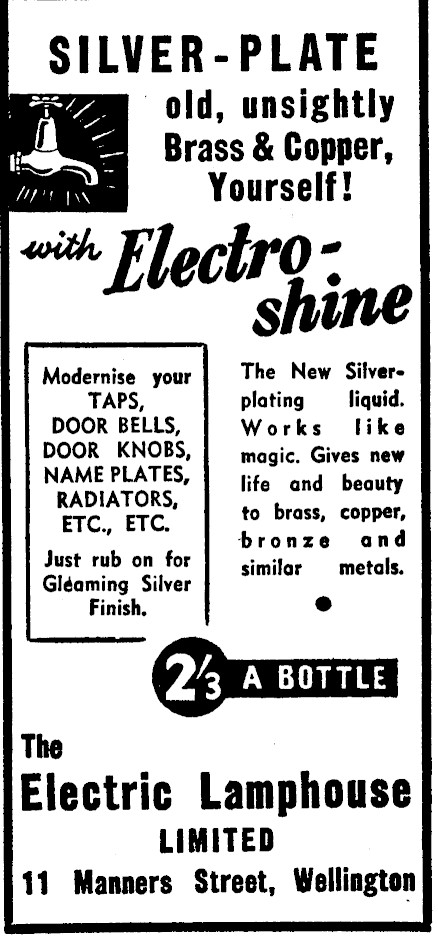 SILVER-PLATE
old, unsightly
Brass & Copper,
Yourself!
with Electro-
shine
Modernise your
TAPS,
DOOR BELLS,
DOOR KNOBS,
NAME PLATES,
RADIATORS,
ETC., ETC.
Just rub on for
Gleaming Silver
Finish.
The New Silver-
plating liquid.
Works like
magic. Gives new
life and beauty
to brass, copper,
bronze and
similar metals.
2/3 A BOTTLE
The
Electric Lamphouse
LIMITED
11 Manners Street, Wellington